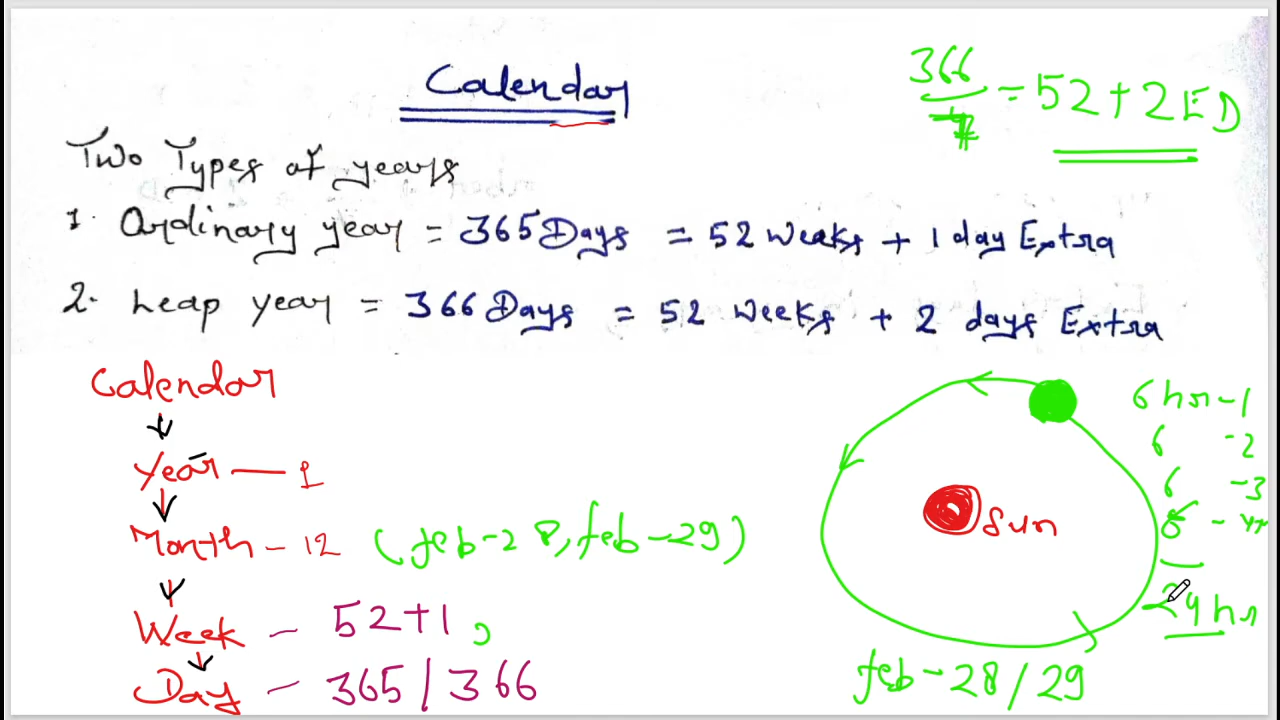 Calendar
366/7 = 52 + 2 ED
Two Types of years
1. Ordinary year = 365 Days = 52 weeks + 1 day Extra
2. Leap year = 366 Days = 52 weeks + 2 days Extra
Calendar
Year — 1
Month - 12 (feb-28, feb-29)
Week - 52+1,
Day - 365/366
Sun
6 hr - 1
6 - 2
6 - 3
6 - 4
24 hr
feb - 28/29